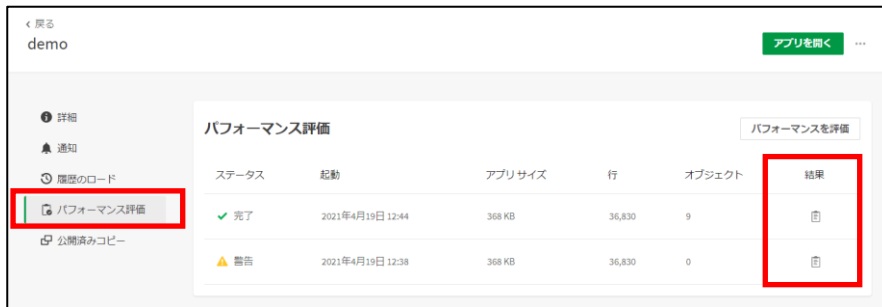 ‹ 戻る
demo
アプリを開く ...
詳細
通知
履歴のロード
パフォーマンス評価
公開済みコピー
パフォーマンス評価
パフォーマンスを評価
ステータス 起動 アプリ サイズ 行 オブジェクト 結果
完了 2021年4月19日 12:44 368 KB 36,830 9
警告 2021年4月19日 12:38 368 KB 36,830 0